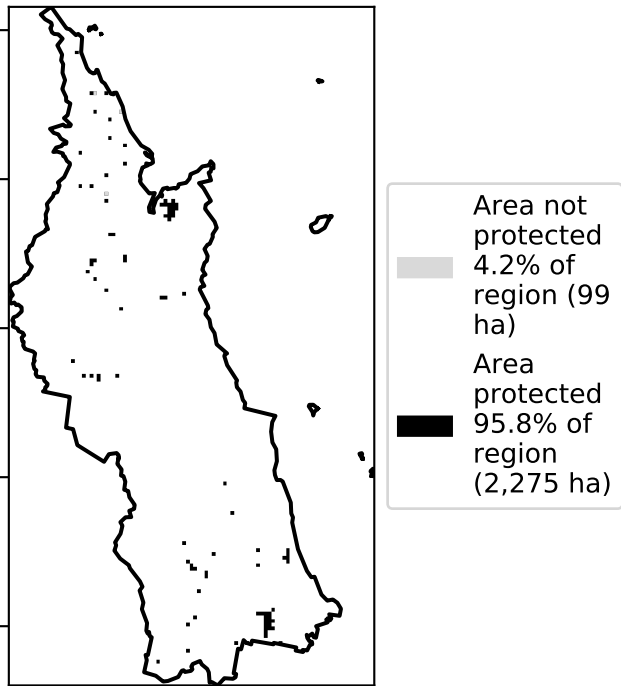 Area not
protected
4.2% of
region (99
ha)
Area
protected
95.8% of
region
(2,275 ha)